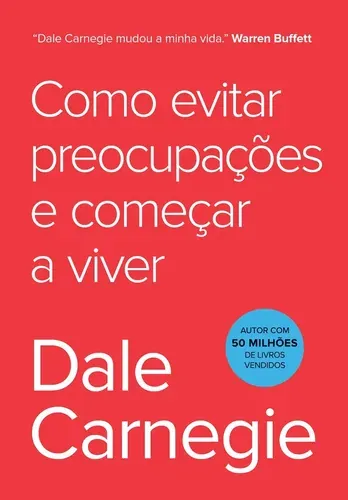 “Dale Carnegie mudou a minha vida.” Warren Buffett
Como evitar
preocupações
e começar
a viver
AUTOR COM
50 MILHÕES
DE LIVROS
VENDIDOS
Dale
Carnegie